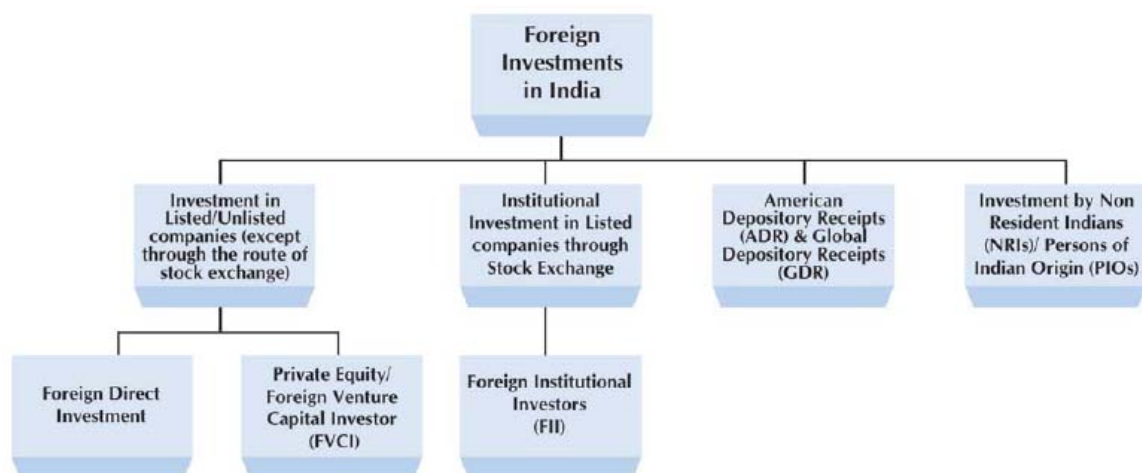 Foreign
Investments
in India
Investment in
Listed/Unlisted
companies (except
through the route of
stock exchange)
Institutional
Investment in Listed
companies through
Stock Exchange
American
Depository Receipts
(ADR) & Global
Depository Receipts
(GDR)
Investment by Non
Resident Indians
(NRIs)/ Persons of
Indian Origin (PIOs)
Foreign Direct
Investment
Private Equity/
Foreign Venture
Capital Investor
(FVCI)
Foreign Institutional
Investors
(FII)